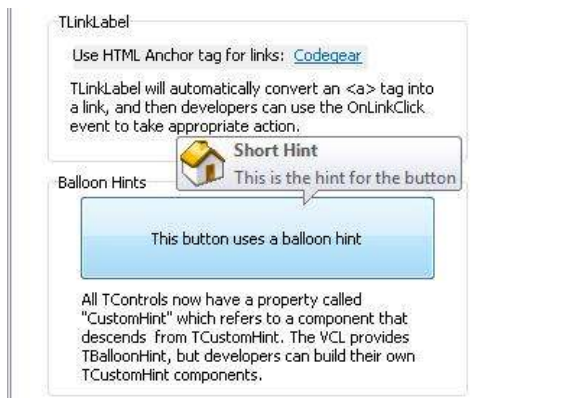 TLinkLabel
Use HTML Anchor tag for links: Codegear
TLinkLabel will automatically convert an <a> tag into
a link, and then developers can use the OnLinkClick
event to take appropriate action.
Short Hint
This is the hint for the button
Balloon Hints
This button uses a balloon hint
All TControls now have a property called
"CustomHint" which refers to a component that
descends from TCustomHint. The VCL provides
TBalloonHint, but developers can build their own
TCustomHint components.